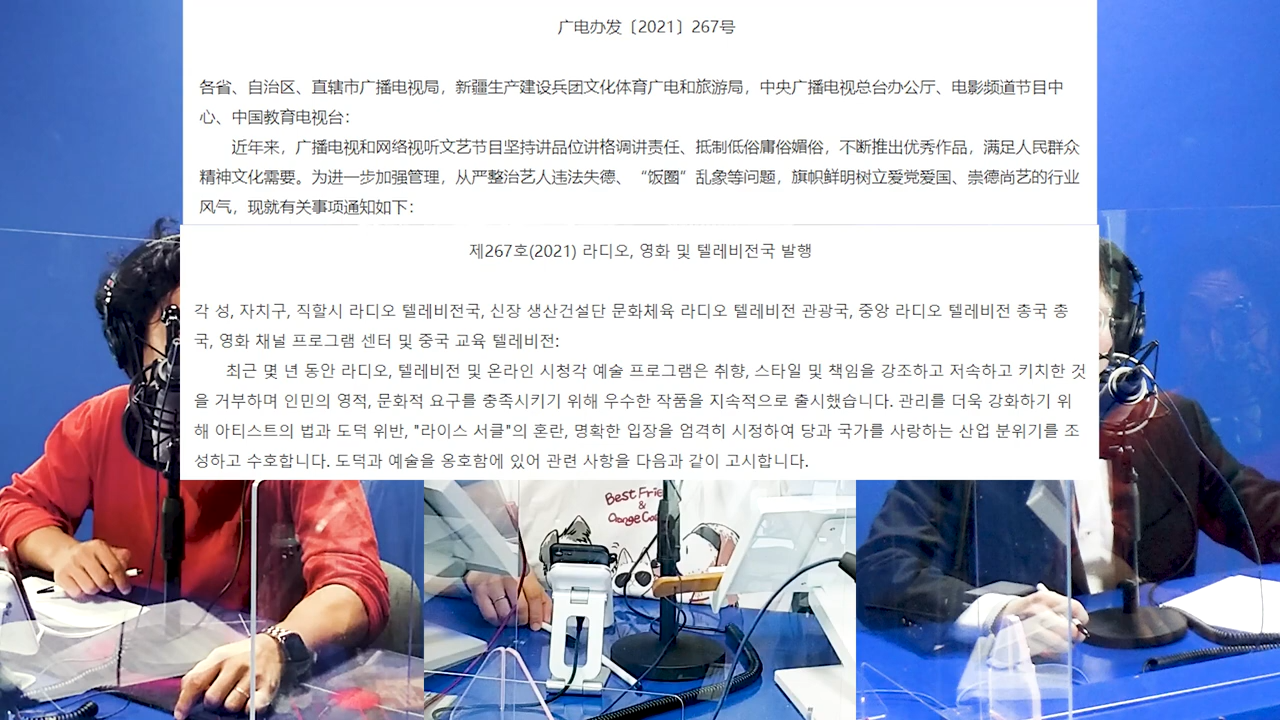 广电办发〔2021〕267号
各省、自治区、直辖市广播电视局，新疆生产建设兵团文化体育广电和旅游局，中央广播电视总台办公厅、电影频道节目中
心、中国教育电视台：
近年来，广播电视和网络视听文艺节目坚持讲品位讲格调讲责任、抵制低俗庸俗媚俗，不断推出优秀作品，满足人民群众
精神文化需要。为进一步加强管理，从严整治艺人违法失德、“饭圈”乱象等问题，旗帜鲜明树立爱党爱国、崇德尚艺的行业
风气，现就有关事项通知如下：
제267호(2021) 라디오, 영화 및 텔레비전국 발행
각 성, 자치구, 직할시 라디오 텔레비전국, 신장 생산건설단 문화체육 라디오 텔레비전 관광국, 중앙 라디오 텔레비전 총국 총
국, 영화 채널 프로그램 센터 및 중국 교육 텔레비전:
최근 몇 년 동안 라디오, 텔레비전 및 온라인 시청각 예술 프로그램은 취향, 스타일 및 책임을 강조하고 저속하고 키치한 것
을 거부하며 인민의 영적, 문화적 요구를 충족시키기 위해 우수한 작품을 지속적으로 출시했습니다. 관리를 더욱 강화하기 위
해 아티스트의 법과 도덕 위반, "라이스 서클"의 혼란, 명확한 입장을 엄격히 시정하여 당과 국가를 사랑하는 산업 분위기를 조
성하고 수호합니다. 도덕과 예술을 옹호함에 있어 관련 사항을 다음과 같이 고시합니다.
Best Frie
&
Orange Co